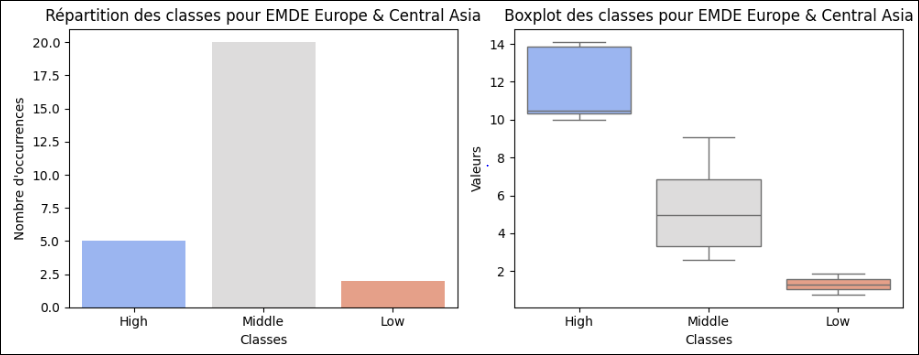 Répartition des classes pour EMDE Europe & Central Asia
Nombre d'occurrences
20.0
17.5
15.0
12.5
10.0
7.5
5.0
2.5
0.0
High Middle Low
Classes
Boxplot des classes pour EMDE Europe & Central Asia
Valeurs
14
12
10
8
6
4
2
High Middle Low
Classes